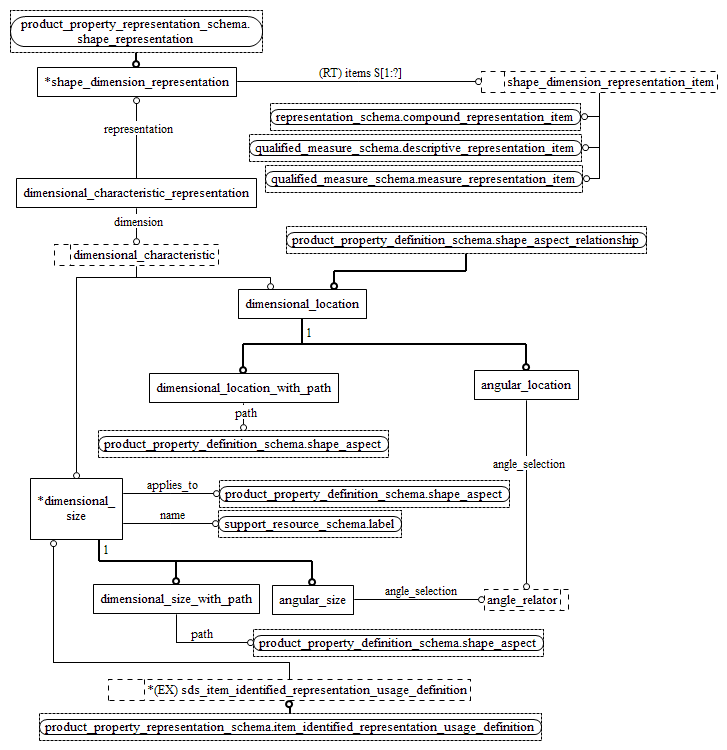 product_property_representation_schema.
shape_representation
*shape_dimension_representation
(RT) items S[1:?]
shape_dimension_representation_item
representation_schema.compound_representation_item
representation
qualified_measure_schema.descriptive_representation_item
qualified_measure_schema.measure_representation_item
dimensional_characteristic_representation
dimension
dimensional_characteristic
product_property_definition_schema.shape_aspect_relationship
dimensional_location
1
dimensional_location_with_path
angular_location
path
product_property_definition_schema.shape_aspect
angle_selection
*dimensional_
size
applies_to
product_property_definition_schema.shape_aspect
name
support_resource_schema.label
1
dimensional_size_with_path
angular_size
angle_selection
angle_relator
path
product_property_definition_schema.shape_aspect
*(EX) sds_item_identified_representation_usage_definition
product_property_representation_schema.item_identified_representation_usage_definition